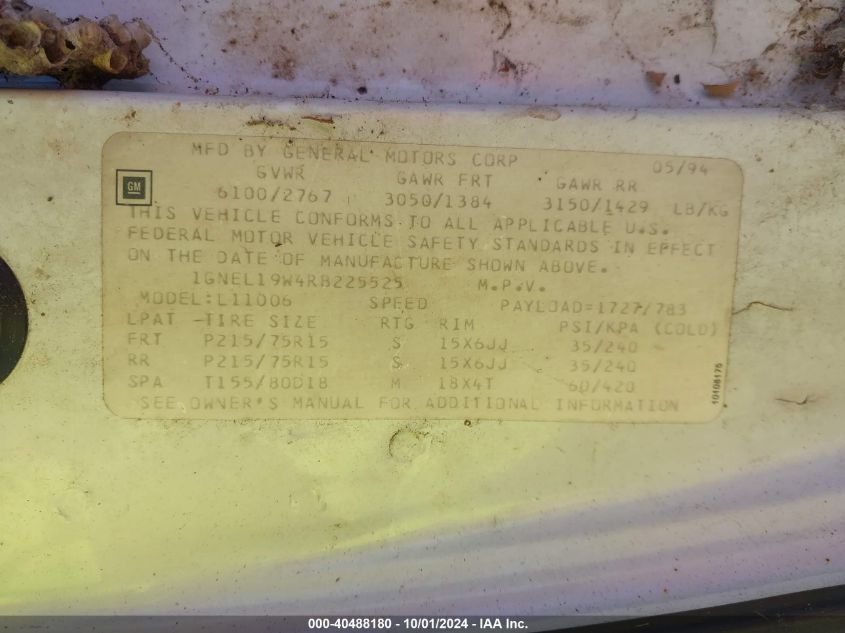 MFD BY GENERAL MOTORS CORP 05/94
GVWR GAWR FRT GAWR RR
GM
6100/2767 3050/1384 3150/1429 LB/KG
THIS VEHICLE CONFORMS TO ALL APPLICABLE U.S.
FEDERAL MOTOR VEHICLE SAFETY STANDARDS IN EFFECT
ON THE DATE OF MANUFACTURE SHOWN ABOVE.
1GNEL19W4RB225525 M.P.V.
MODEL:L11006 SPEED PAYLOAD=1727/783
LPAT TIRE SIZE RTG RIM PSI/KPA (COLD)
FRT P215/75R15 S 15X6JJ 35/240
RR P215/75R15 S 15X6JJ 35/240
SPA T155/80D18 M 18X4T 60/420
SEE OWNER'S MANUAL FOR ADDITIONAL INFORMATION
10108175
000-40488180 - 10/01/2024 - IAA Inc.